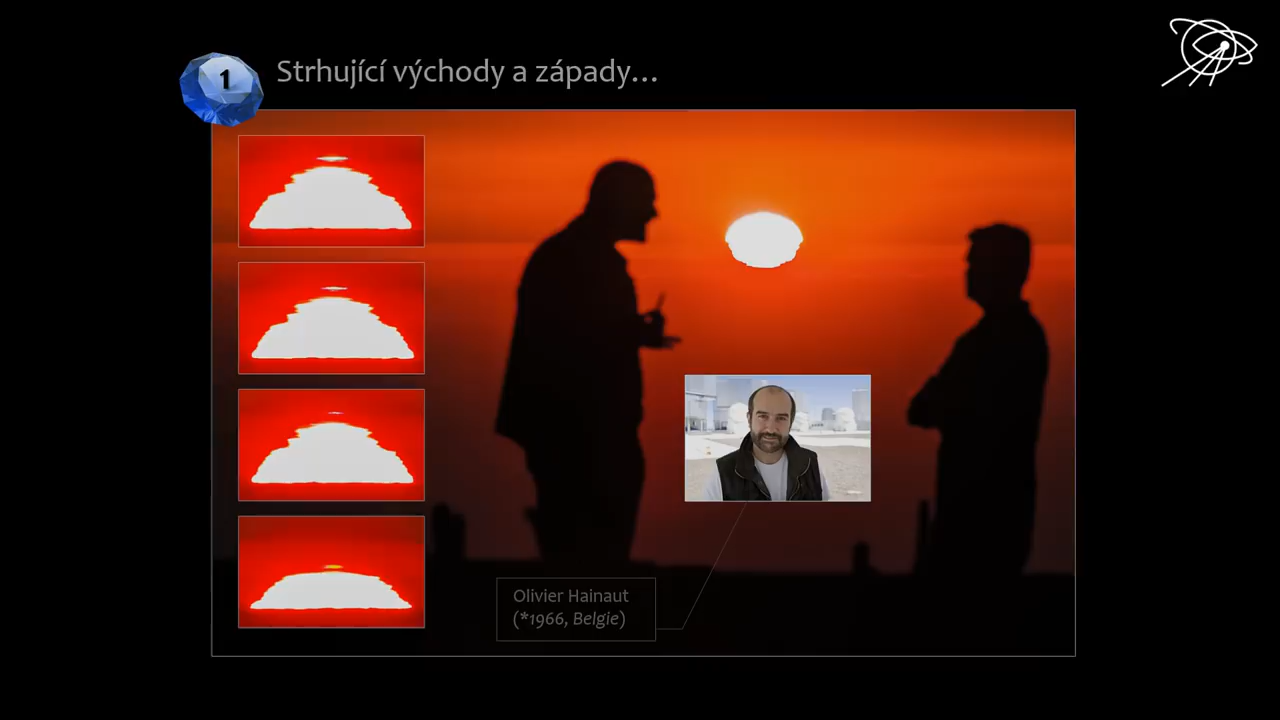 1
Strhující východy a západy...
Olivier Hainaut
(*1966, Belgie)